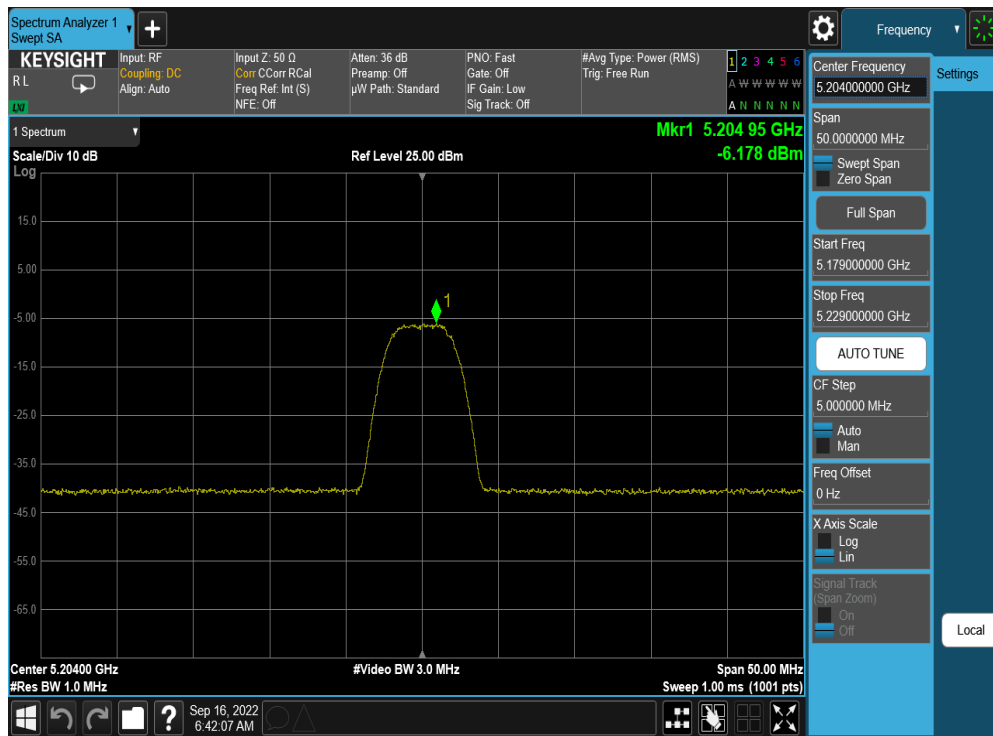 Spectrum Analyzer 1
Swept SA
Frequency
KEYSIGHT
R L
LNI
Input: RF
Coupling: DC
Align: Auto
Input Z: 50 Ω
Corr CCorr RCal
Freq Ref: Int (S)
NFE: Off
Atten: 36 dB
Preamp: Off
µW Path: Standard
PNO: Fast
Gate: Off
IF Gain: Low
Sig Track: Off
#Avg Type: Power (RMS)
Trig: Free Run
1 2 3 4 5 6
A W W W W W
A N N N N N
1 Spectrum
Scale/Div 10 dB
Log
Ref Level 25.00 dBm
Mkr1 5.204 95 GHz
-6.178 dBm
15.0
5.00
-5.00
-15.0
-25.0
-35.0
-45.0
-55.0
-65.0
1
Center 5.20400 GHz
#Res BW 1.0 MHz
#Video BW 3.0 MHz
Span 50.00 MHz
Sweep 1.00 ms (1001 pts)
Center Frequency
5.204000000 GHz
Settings
Span
50.0000000 MHz
Swept Span
Zero Span
Full Span
Start Freq
5.179000000 GHz
Stop Freq
5.229000000 GHz
AUTO TUNE
CF Step
5.000000 MHz
Auto
Man
Freq Offset
0 Hz
X Axis Scale
Log
Lin
Signal Track
(Span Zoom)
On
Off
Local
?
Sep 16, 2022
6:42:07 AM